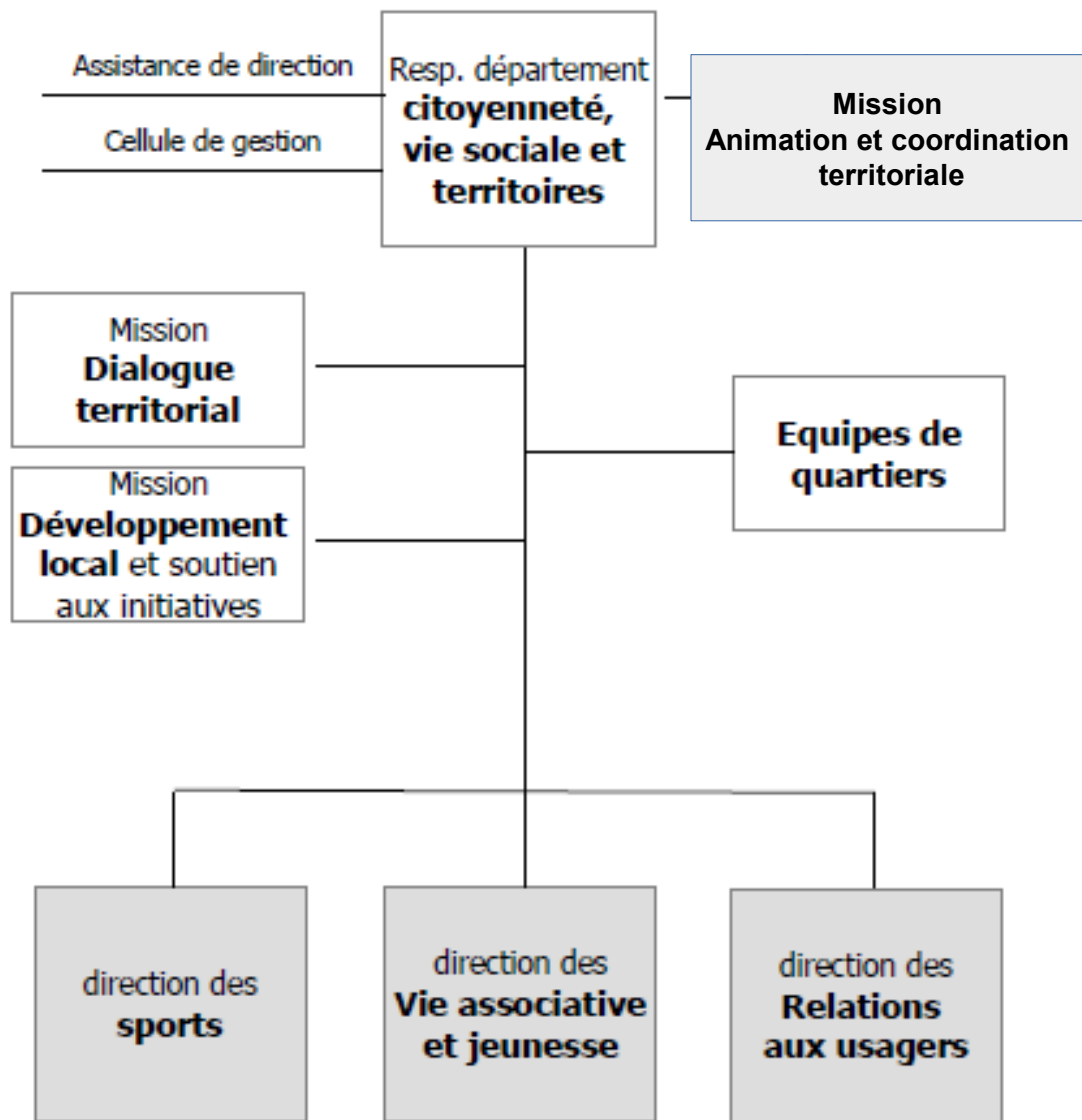 Assistance de direction
Cellule de gestion
Resp. département
citoyenneté,
vie sociale et
territoires
Mission
Animation et coordination
territoriale
Mission
Dialogue
territorial
Mission
Développement
local et soutien
aux initiatives
Equipes de
quartiers
direction des
sports
direction des
Vie associative
et jeunesse
direction des
Relations
aux usagers